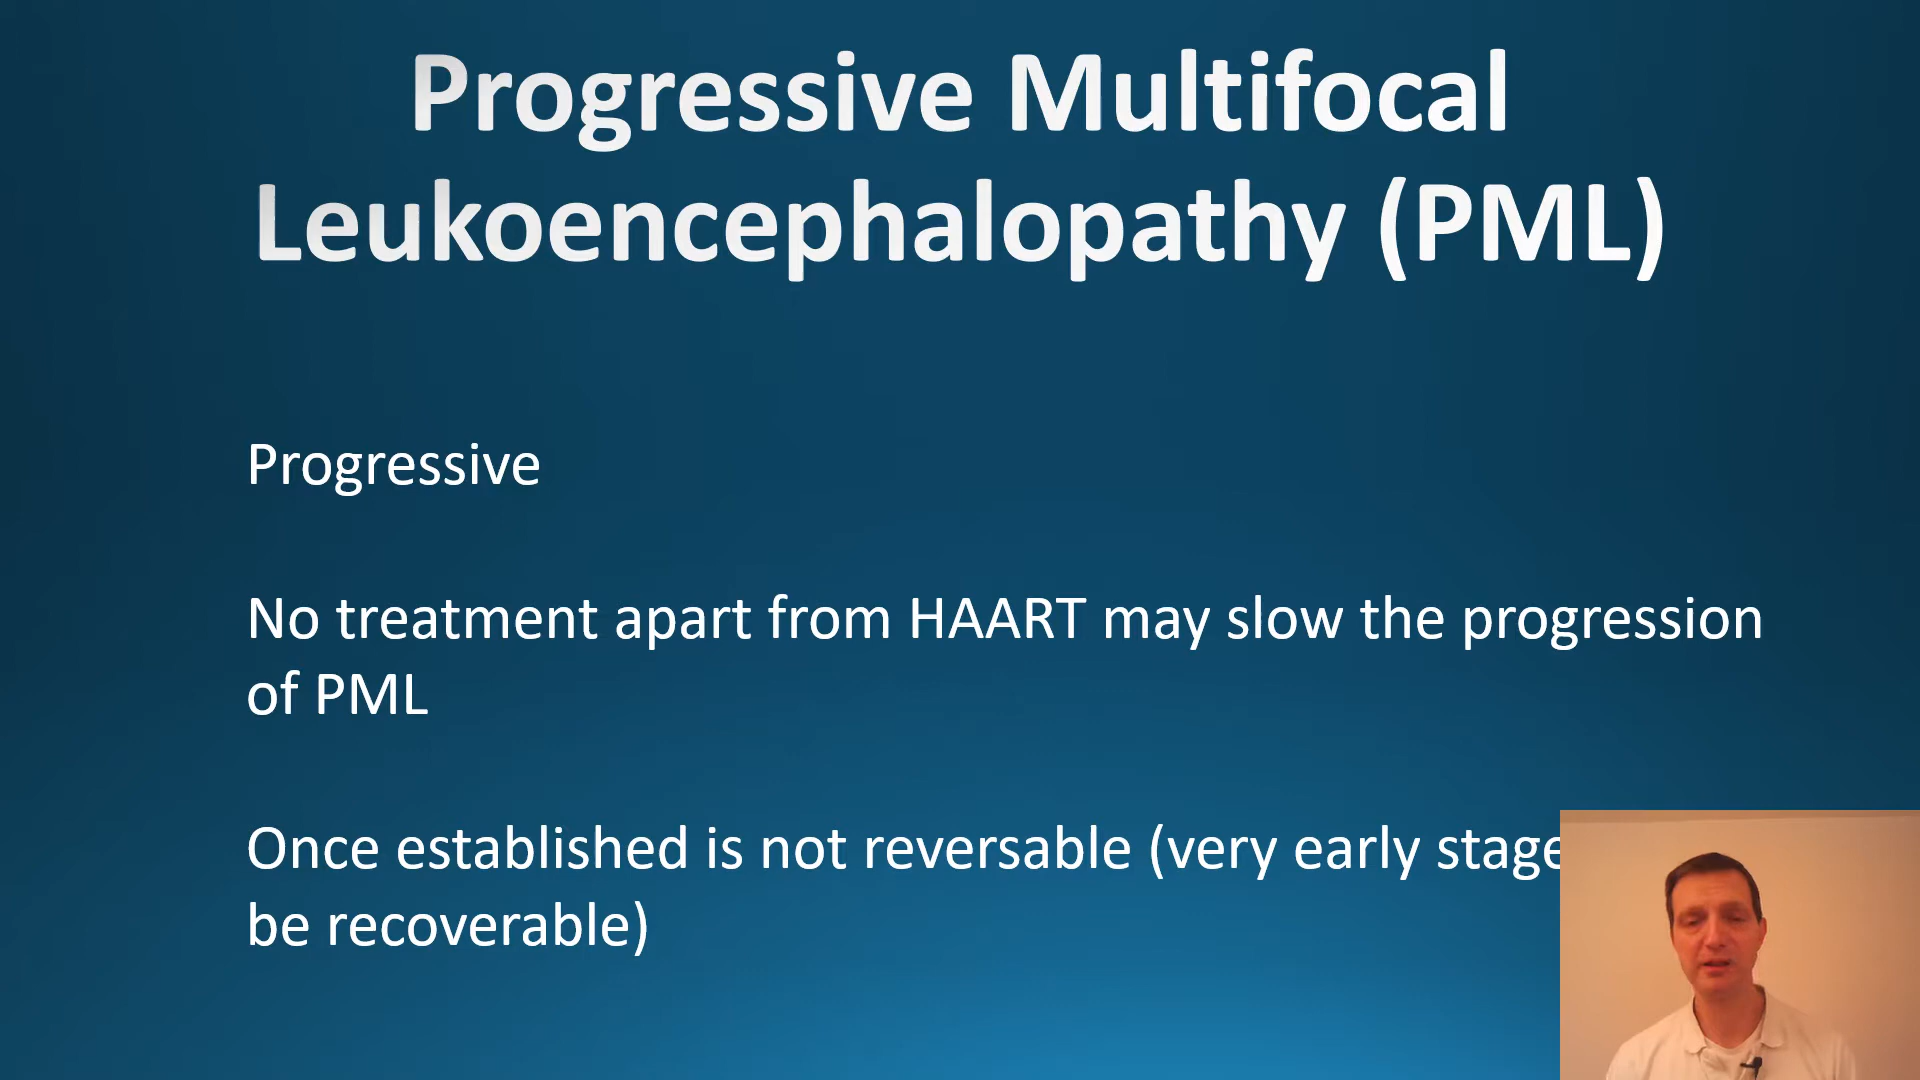 Progressive Multifocal
Leukoencephalopathy (PML)
Progressive
No treatment apart from HAART may slow the progression
of PML
Once established is not reversable (very early
be recoverable)